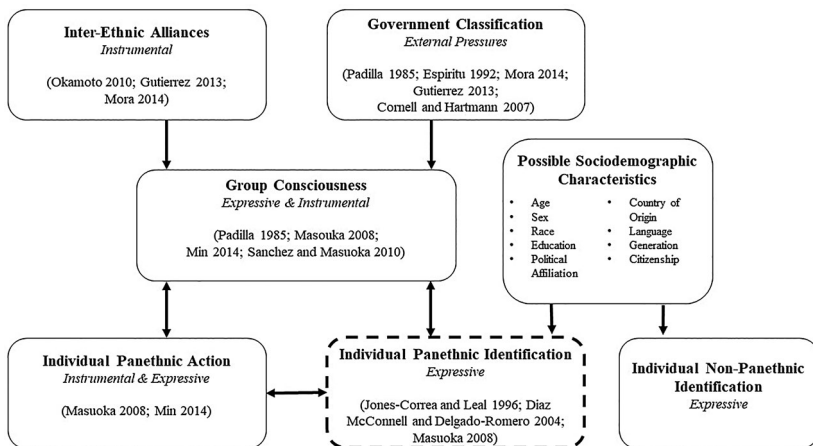 Inter-Ethnic Alliances
Instrumental
(Okamoto 2010; Gutierrez 2013;
Mora 2014)
Government Classification
External Pressures
(Padilla 1985; Espiritu 1992; Mora 2014;
Gutierrez 2013;
Cornell and Hartmann 2007)
Group Consciousness
Expressive & Instrumental
(Padilla 1985; Masouka 2008;
Min 2014; Sanchez and Masuoka 2010)
Possible Sociodemographic
Characteristics
• Age
• Sex
• Race
• Education
• Political
Affiliation
• Country of
Origin
• Language
• Generation
• Citizenship
Individual Panethnic Action
Instrumental & Expressive
(Masuoka 2008; Min 2014)
Individual Panethnic Identification
Expressive
(Jones-Correa and Leal 1996; Diaz
McConnell and Delgado-Romero 2004;
Masuoka 2008)
Individual Non-Panethnic
Identification
Expressive